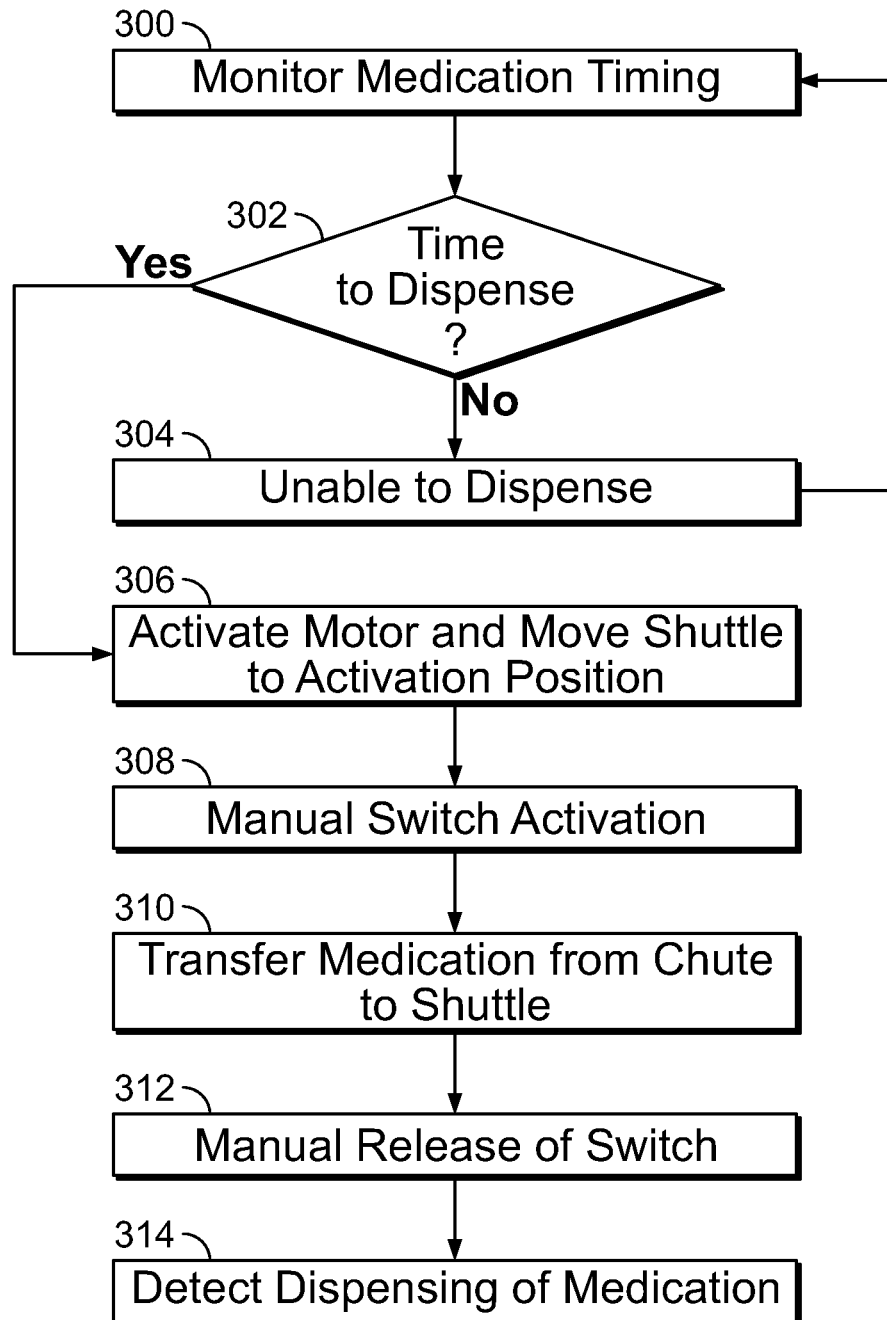 300
Monitor Medication Timing
302
Time
to Dispense
?
Yes
No
304
Unable to Dispense
306
Activate Motor and Move Shuttle
to Activation Position
308
Manual Switch Activation
310
Transfer Medication from Chute
to Shuttle
312
Manual Release of Switch
314
Detect Dispensing of Medication